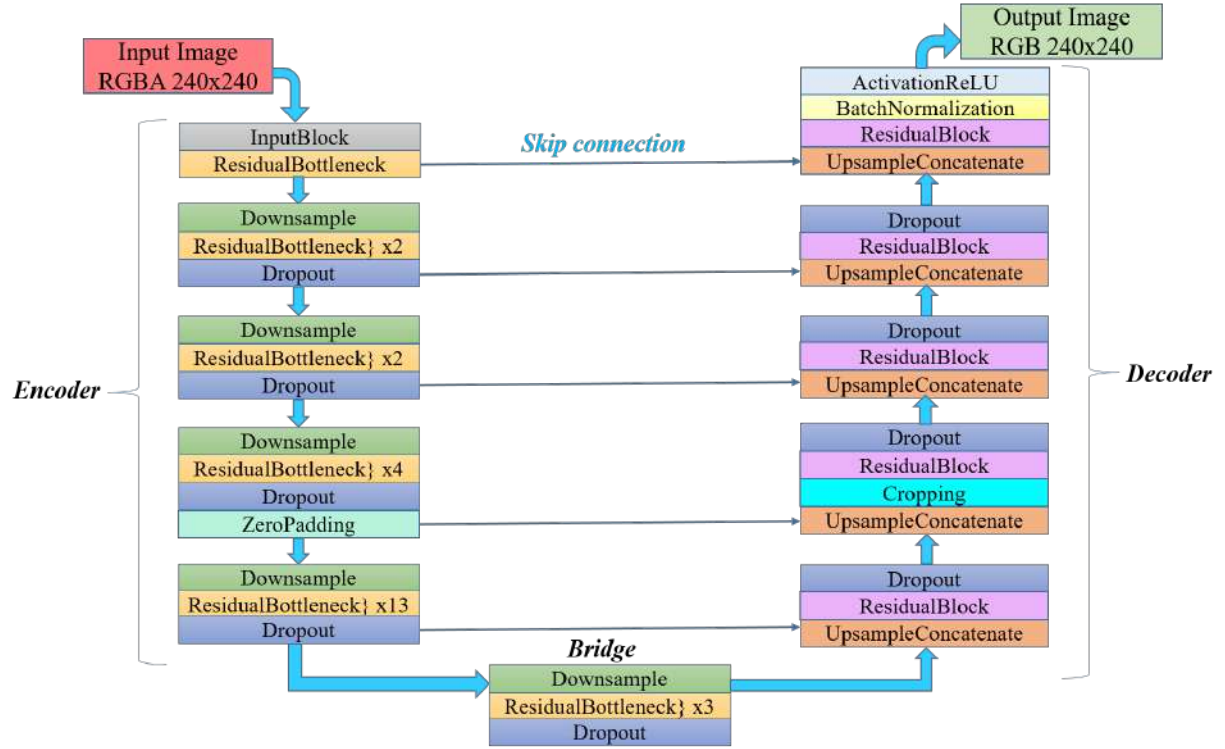 Input Image
RGBA 240x240
Output Image
RGB 240x240
Encoder
InputBlock
ResidualBottleneck
Downsample
ResidualBottleneck} x2
Dropout
Downsample
ResidualBottleneck} x2
Dropout
Downsample
ResidualBottleneck} x4
Dropout
ZeroPadding
Downsample
ResidualBottleneck} x13
Dropout
Skip connection
Bridge
Downsample
ResidualBottleneck} x3
Dropout
ActivationReLU
BatchNormalization
ResidualBlock
UpsampleConcatenate
Dropout
ResidualBlock
UpsampleConcatenate
Dropout
ResidualBlock
UpsampleConcatenate
Dropout
ResidualBlock
Cropping
UpsampleConcatenate
Dropout
ResidualBlock
UpsampleConcatenate
Decoder